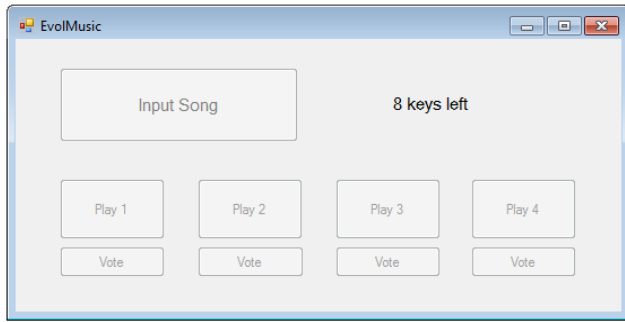 EvolMusic
Input Song
8 keys left
Play 1
Play 2
Play 3
Play 4
Vote
Vote
Vote
Vote